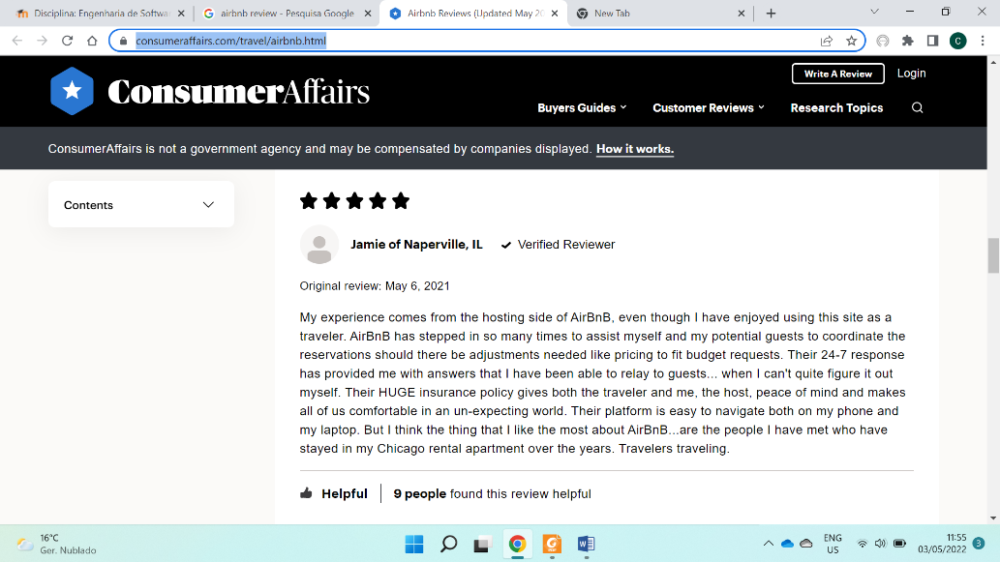 Disciplina: Engenharia de Softwa
airbnb review - Pesquisa Google
Airbnb Reviews (Updated May 20
New Tab
consumeraffairs.com/travel/airbnb.html
C
Write A Review
Login
ConsumerAffairs
Buyers Guides
Customer Reviews
Research Topics
ConsumerAffairs is not a government agency and may be compensated by companies displayed. How it works.
Contents
Jamie of Naperville, IL
Verified Reviewer
Original review: May 6, 2021
My experience comes from the hosting side of AirBnB, even though I have enjoyed using this site as a
traveler. AirBnB has stepped in so many times to assist myself and my potential guests to coordinate the
reservations should there be adjustments needed like pricing to fit budget requests. Their 24-7 response
has provided me with answers that I have been able to relay to guests... when I can't quite figure it out
myself. Their HUGE insurance policy gives both the traveler and me, the host, peace of mind and makes
all of us comfortable in an un-expecting world. Their platform is easy to navigate both on my phone and
my laptop. But I think the thing that I like the most about AirBnB...are the people I have met who have
stayed in my Chicago rental apartment over the years. Travelers traveling.
Helpful
9 people found this review helpful
16°C
Ger. Nublado
ENG
US
11:55
03/05/2022
3